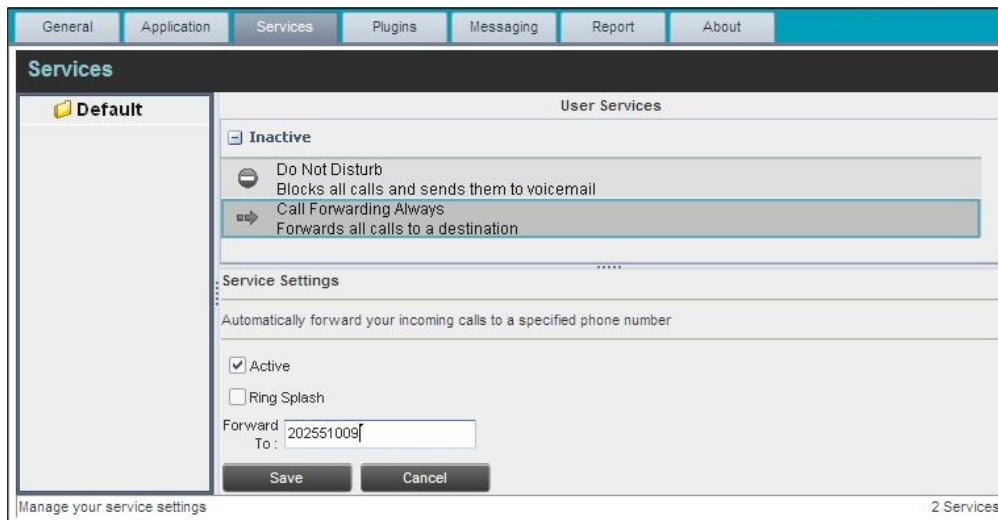 General Application Services Plugins Messaging Report About
Services
Default
User Services
Inactive
Do Not Disturb
Blocks all calls and sends them to voicemail
Call Forwarding Always
Forwards all calls to a destination
Service Settings
Automatically forward your incoming calls to a specified phone number
Active
Ring Splash
Forward
To :
202551009
Save Cancel
Manage your service settings 2 Services